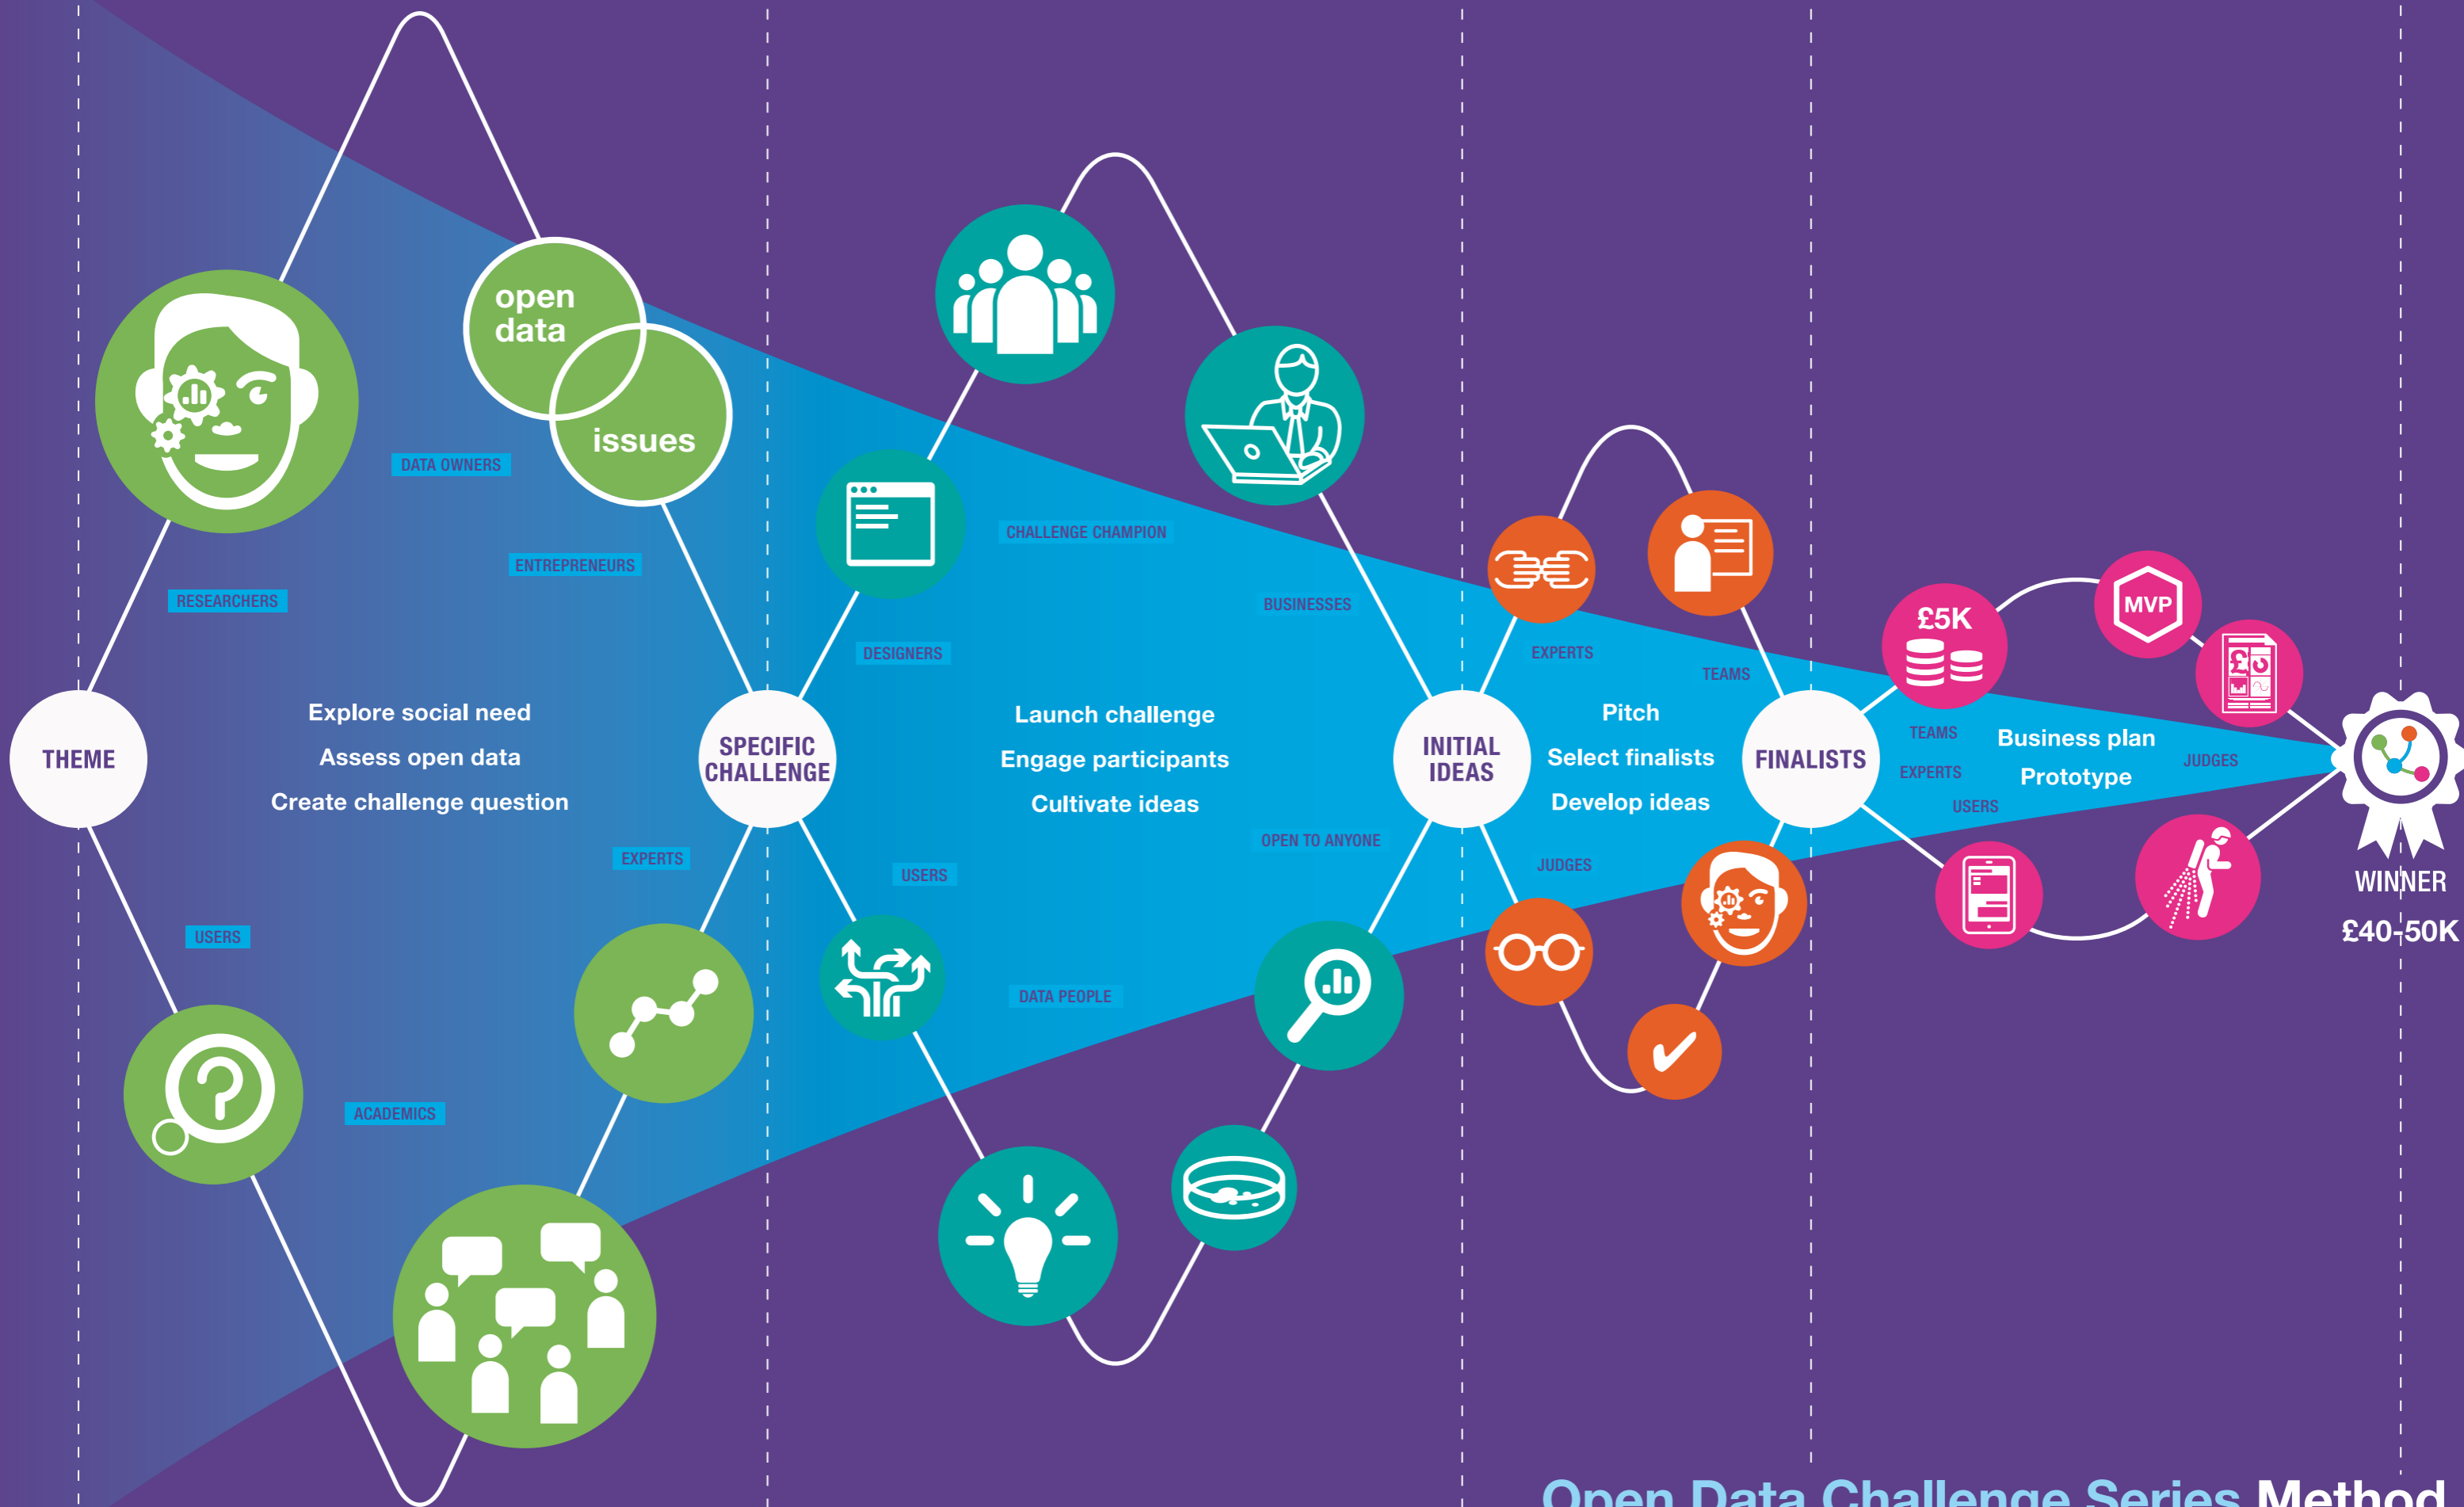 open
data
issues
DATA OWNERS
ENTREPRENEURS
RESEARCHERS
THEME
Explore social need
Assess open data
Create challenge question
EXPERTS
USERS
ACADEMICS
SPECIFIC
CHALLENGE
CHALLENGE CHAMPION
BUSINESSES
DESIGNERS
Launch challenge
Engage participants
Cultivate ideas
OPEN TO ANYONE
USERS
DATA PEOPLE
INITIAL
IDEAS
EXPERTS
TEAMS
Pitch
Select finalists
Develop ideas
JUDGES
FINALISTS
£5K
MVP
£
TEAMS
Business plan
EXPERTS
Prototype
JUDGES
USERS
WINNER
£40-50K
Open Data Challenge Series Method